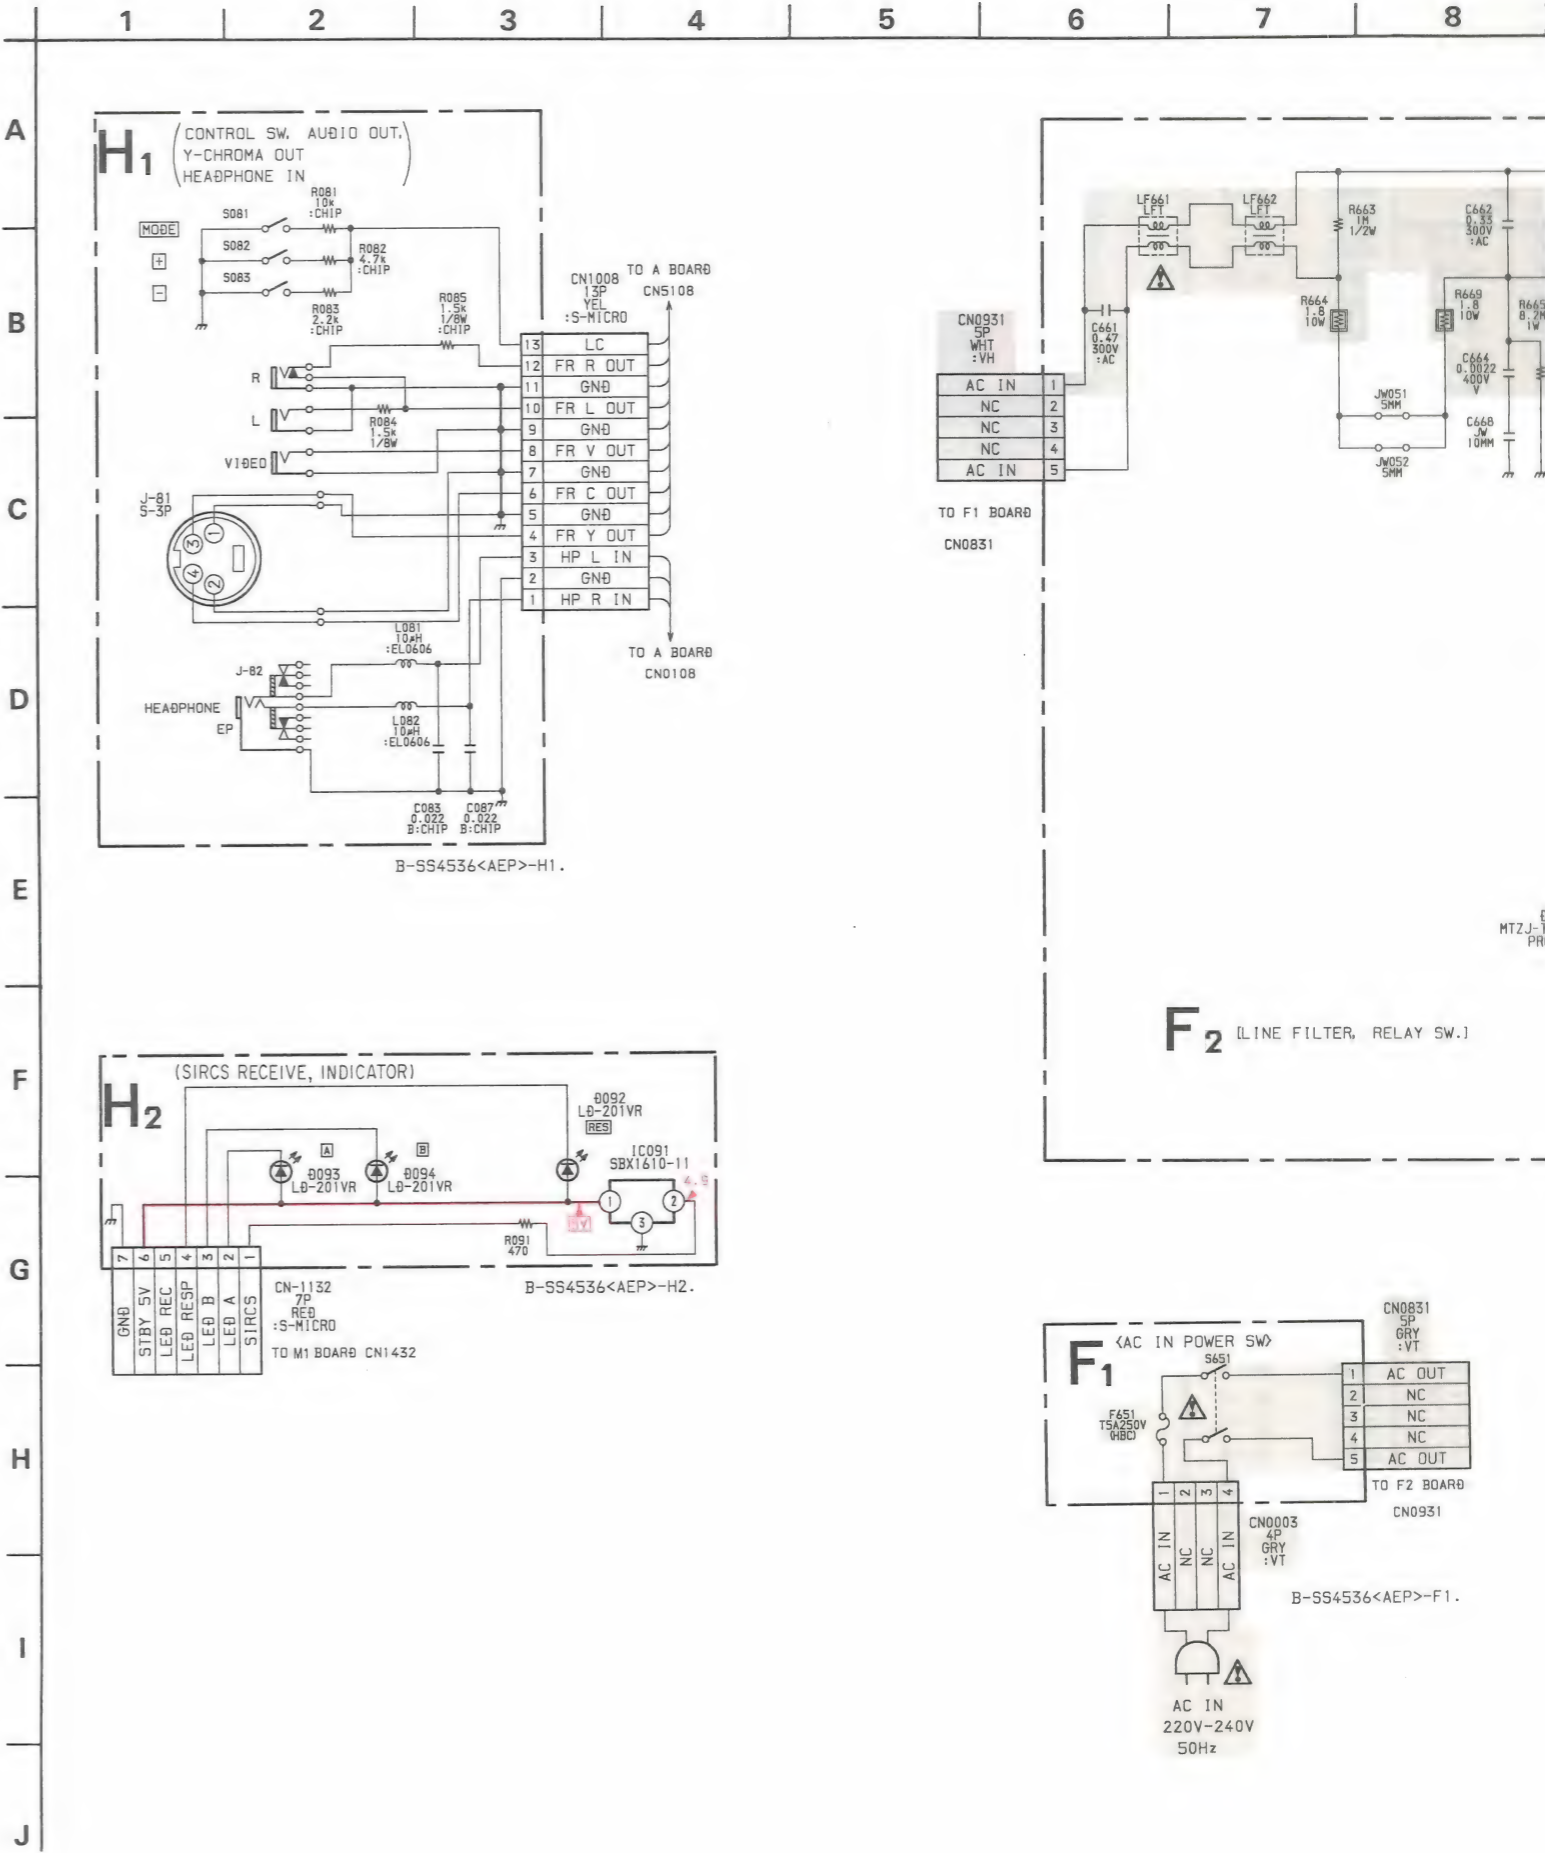 1 2 3 4 5 6 7 8
A
B
C
D
E
F
G
H
I
J
H1
(CONTROL SW, AUDIO OUT,
Y-CHROMA OUT
HEADPHONE IN)
MODE
+
-
S081
S082
S083
R081
10k
:CHIP
R082
4.7k
:CHIP
R083
2.2k
:CHIP
R085
1.5k
1/8W
:CHIP
R
L
R084
1.5k
1/8W
VIDEO
J-81
S-3P
1
2
3
4
CN1008
13P
YEL
:S-MICRO
TO A BOARD
CN5108
13 LC
12 FR R OUT
11 GND
10 FR L OUT
9 GND
8 FR V OUT
7 GND
6 FR C OUT
5 GND
4 FR Y OUT
3 HP L IN
2 GND
1 HP R IN
TO A BOARD
CN0108
L081
10μH
:EL0606
J-82
HEADPHONE
EP
L082
10μH
:EL0606
C083
0.022
B:CHIP
C087
0.022
B:CHIP
B-SS4536<AEP>-H1.
LF661
LFT
LF662
LFT
R663
1M
1/2W
C662
0.33
300V
:AC
C661
0.47
300V
:AC
R664
1.8
10W
R669
1.8
10W
R665
8.2M
1W
C664
0.0022
400V
V
JW051
5MM
JW052
5MM
C668
JW
10MM
CN0931
5P
WHT
:VH
AC IN 1
NC 2
NC 3
NC 4
AC IN 5
TO F1 BOARD
CN0831
MTZJ-
F2 [LINE FILTER, RELAY SW.]
H2
(SIRCS RECEIVE, INDICATOR)
D092
LD-201VR
RES
A
D093
LD-201VR
B
D094
LD-201VR
IC091
SBX1610-11
1
2
3
5V
R091
470
7 6 5 4 3 2 1
GND
STBY 5V
LED REC
LED RESP
LED B
LED A
SIRCS
CN-1132
7P
RED
:S-MICRO
TO M1 BOARD CN1432
B-SS4536<AEP>-H2.
F1
<AC IN POWER SW>
S651
F651
T5A250V
(HBC)
CN0831
5P
GRY
:VT
1 AC OUT
2 NC
3 NC
4 NC
5 AC OUT
TO F2 BOARD
CN0931
1 2 3 4
AC IN
NC
NC
AC IN
CN0003
4P
GRY
:VT
B-SS4536<AEP>-F1.
AC IN
220V-240V
50Hz